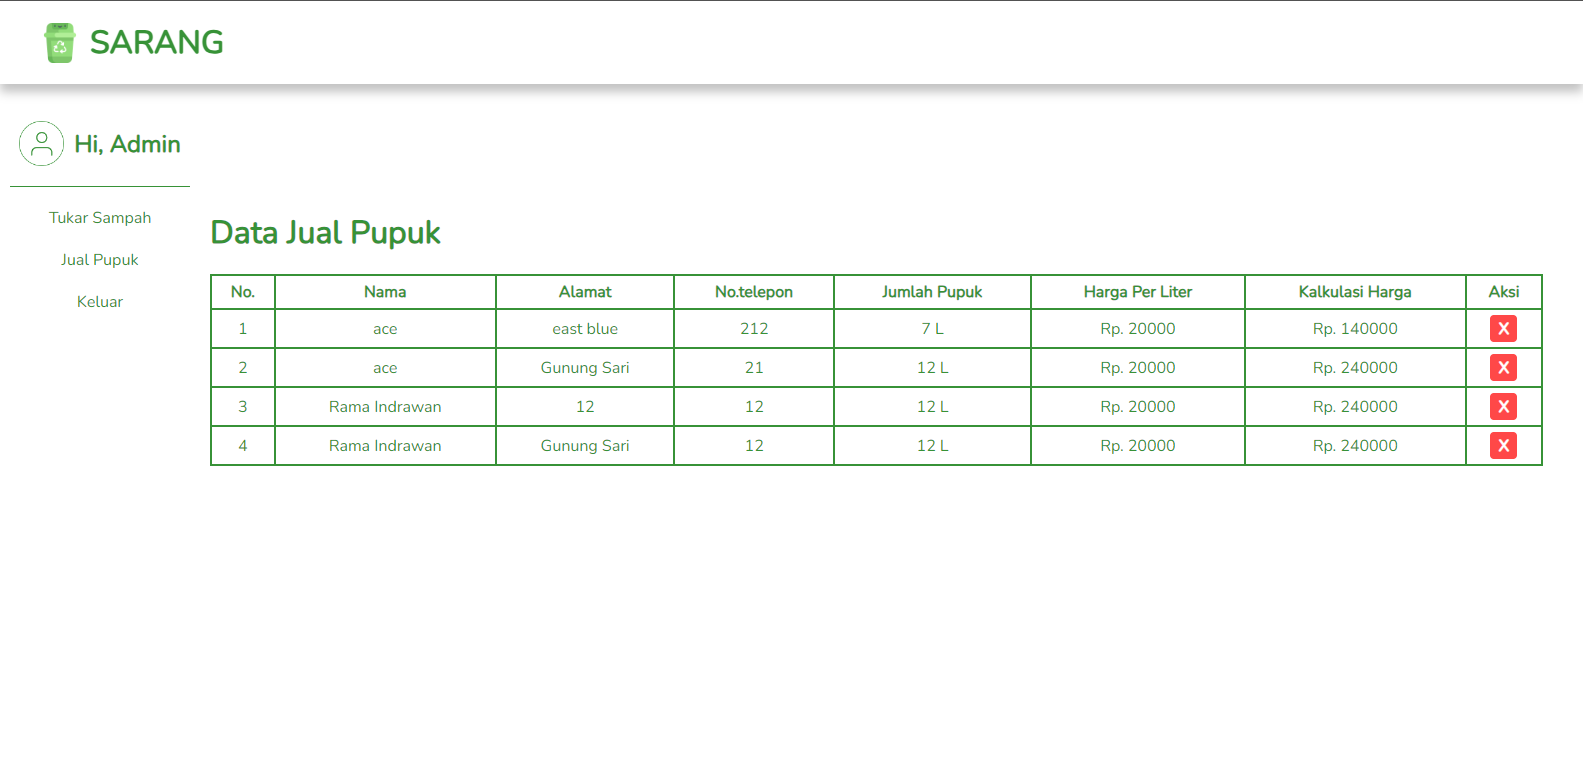 SARANG
Hi, Admin
Tukar Sampah
Jual Pupuk
Keluar
Data Jual Pupuk
No. Nama Alamat No.telepon Jumlah Pupuk Harga Per Liter Kalkulasi Harga Aksi
1 ace east blue 212 7 L Rp. 20000 Rp. 140000 X
2 ace Gunung Sari 21 12 L Rp. 20000 Rp. 240000 X
3 Rama Indrawan 12 12 12 L Rp. 20000 Rp. 240000 X
4 Rama Indrawan Gunung Sari 12 12 L Rp. 20000 Rp. 240000 X